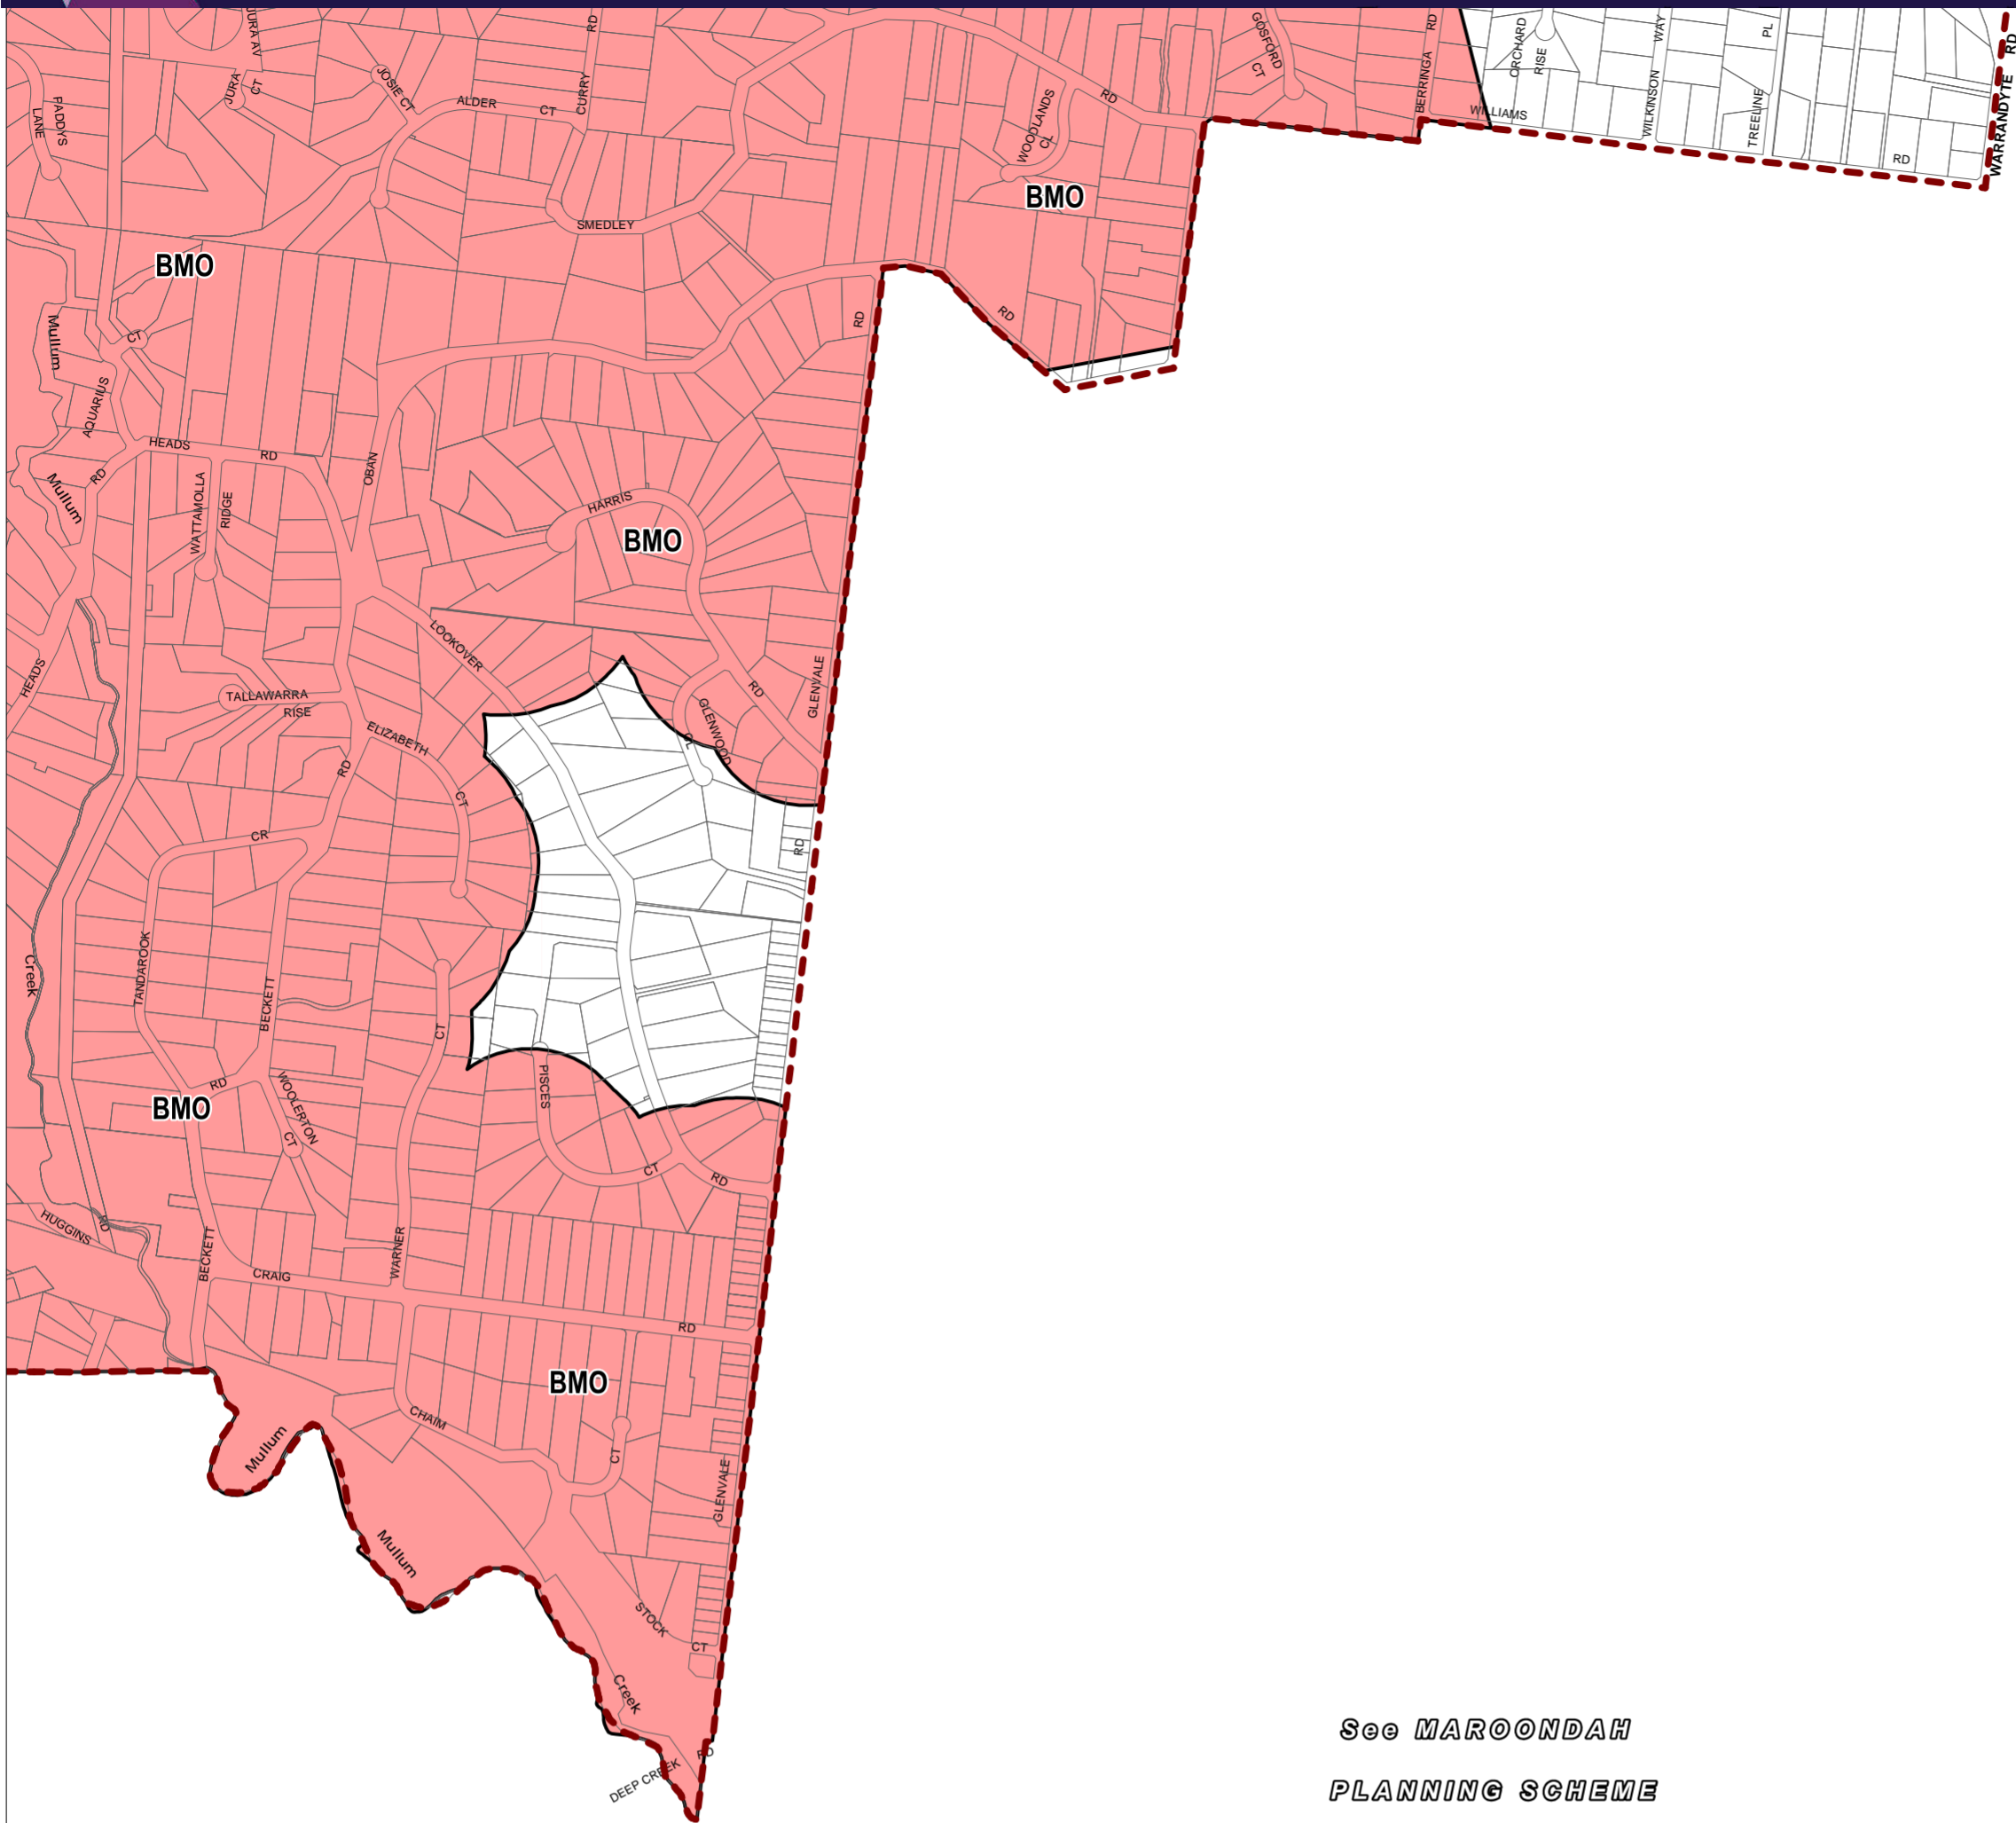 JURA AV
RD
GOSFORD
CT
RD
ORCHARD
RISE
WAY
PL
RD
WARRANDYTE
JURA
CT
JOSIE CT
ALDER
CT
CURRY
LANE
PADDYS
WOODLANDS
CL
RD
BERRINGA
WILLIAMS
WILKINSON
TREELINE
RD
BMO
SMEDLEY
BMO
Mullum
CT
RD
RD
AQUARIUS
HEADS
RD
OBAN
Mullum
RD
WATTAMOLLA
RIDGE
HARRIS
BMO
LOOKOVER
HEADS
TALLAWARRA
RISE
GLENVALE
RD
GLENWOOD
CL
ELIZABETH
RD
CT
CR
RD
TANDAROOK
Creek
BECKETT
CT
RD
WOOLERTON
CT
PISCES
BMO
CT
RD
HUGGINS
RD
BECKETT
WARNER
CRAIG
RD
BMO
CHAIM
CT
Mullum
GLENVALE
Mullum
STOCK
CT
Creek
DEEP CREEK
RD
See MAROONDAH
PLANNING SCHEME